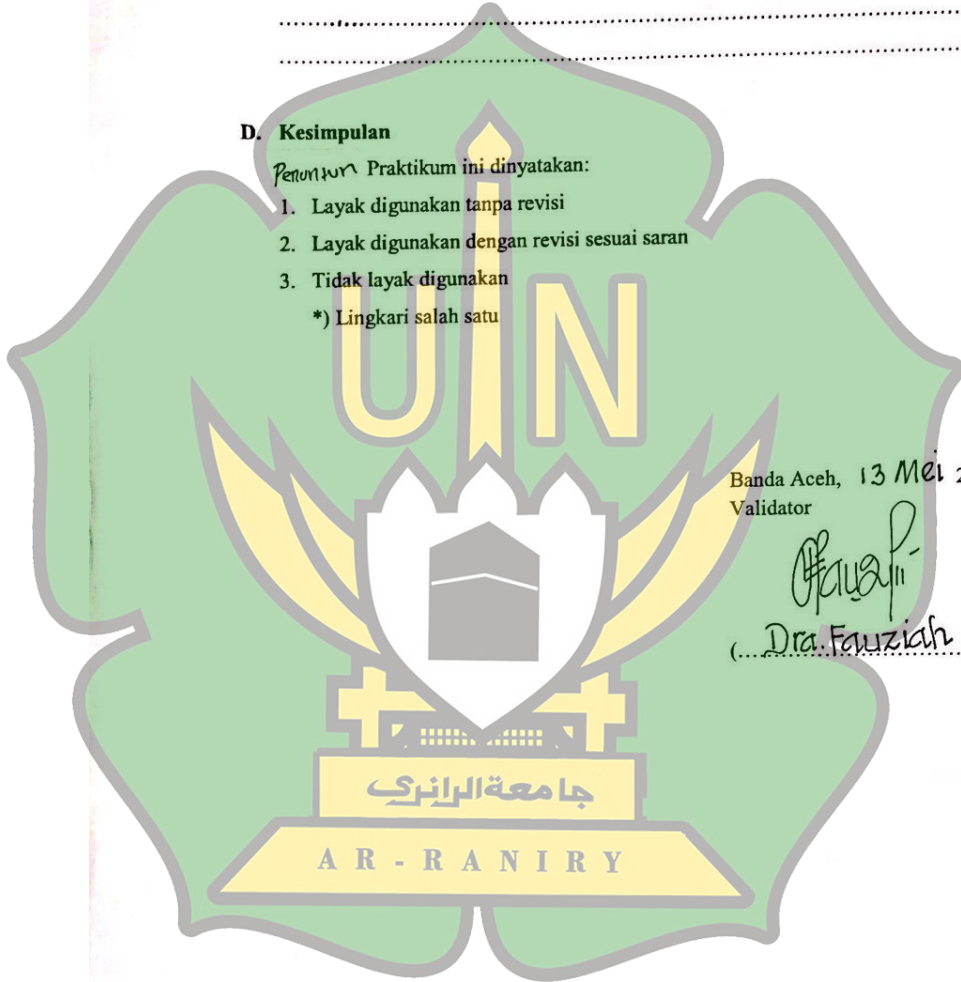 D. Kesimpulan
Penuntun Praktikum ini dinyatakan:
1. Layak digunakan tanpa revisi
2. Layak digunakan dengan revisi sesuai saran
3. Tidak layak digunakan
*) Lingkari salah satu
UIN
Banda Aceh, 13 Mei 2
Validator
(....Dra.Fauziah
جامعة الرانري
AR-RANIRY